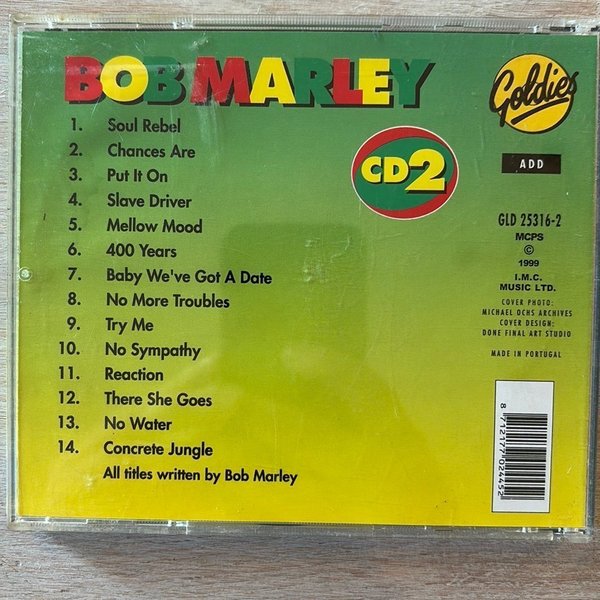 BOB MARLEY
Goldies
1. Soul Rebel
2. Chances Are
3. Put It On
4. Slave Driver
5. Mellow Mood
6. 400 Years
7. Baby We've Got A Date
8. No More Troubles
9. Try Me
10. No Sympathy
11. Reaction
12. There She Goes
13. No Water
14. Concrete Jungle
All titles written by Bob Marley
CD2
ADD
GLD 25316-2
MCPS
©
1999
I.M.C.
MUSIC LTD.
COVER PHOTO:
MICHAEL OCHS ARCHIVES
COVER DESIGN:
DONE FINAL ART STUDIO
MADE IN PORTUGAL
8 712177 024452